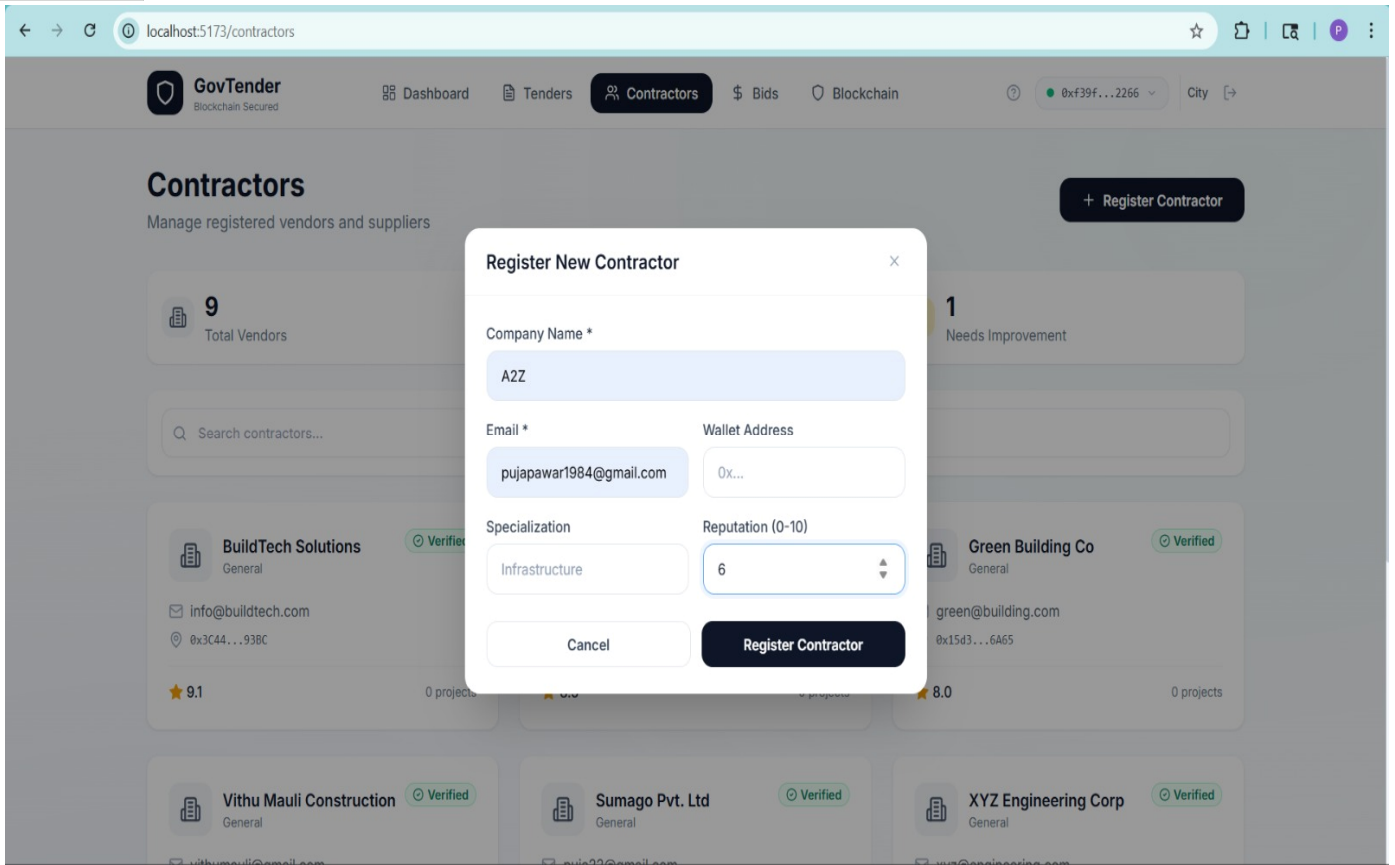 localhost:5173/contractors
P
GovTender
Blockchain Secured
Dashboard
Tenders
Contractors
$ Bids
Blockchain
0xf39f...2266
City
Contractors
Manage registered vendors and suppliers
+ Register Contractor
9
Total Vendors
1
Needs Improvement
Search contractors...
Register New Contractor
Company Name *
A2Z
Email *
Wallet Address
pujapawar1984@gmail.com
0x...
Specialization
Reputation (0-10)
Infrastructure
6
Cancel
Register Contractor
BuildTech Solutions
Verified
General
info@buildtech.com
0x3C44...93BC
9.1
0 projects
Green Building Co
Verified
General
green@building.com
0x15d3...6A65
8.0
0 projects
Vithu Mauli Construction
Verified
General
Sumago Pvt. Ltd
Verified
General
XYZ Engineering Corp
Verified
General